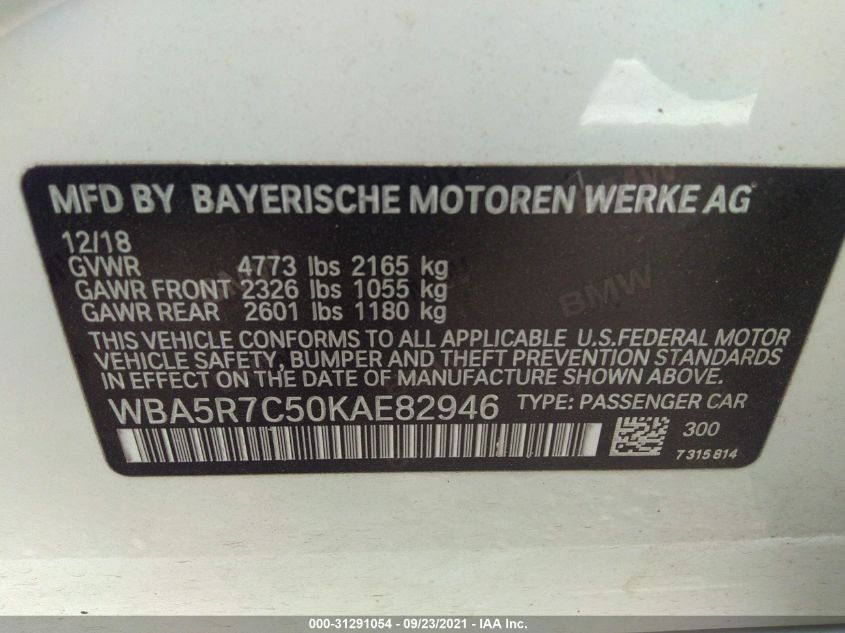 MFD BY BAYERISCHE MOTOREN WERKE AG
12/18
GVWR 4773 lbs 2165 kg
GAWR FRONT 2326 lbs 1055 kg
GAWR REAR 2601 lbs 1180 kg
THIS VEHICLE CONFORMS TO ALL APPLICABLE U.S.FEDERAL MOTOR
VEHICLE SAFETY, BUMPER AND THEFT PREVENTION STANDARDS
IN EFFECT ON THE DATE OF MANUFACTURE SHOWN ABOVE.
WBA5R7C50KAE82946 TYPE: PASSENGER CAR
300
7315814
BMW
000-31291054 - 09/23/2021 - IAA Inc.